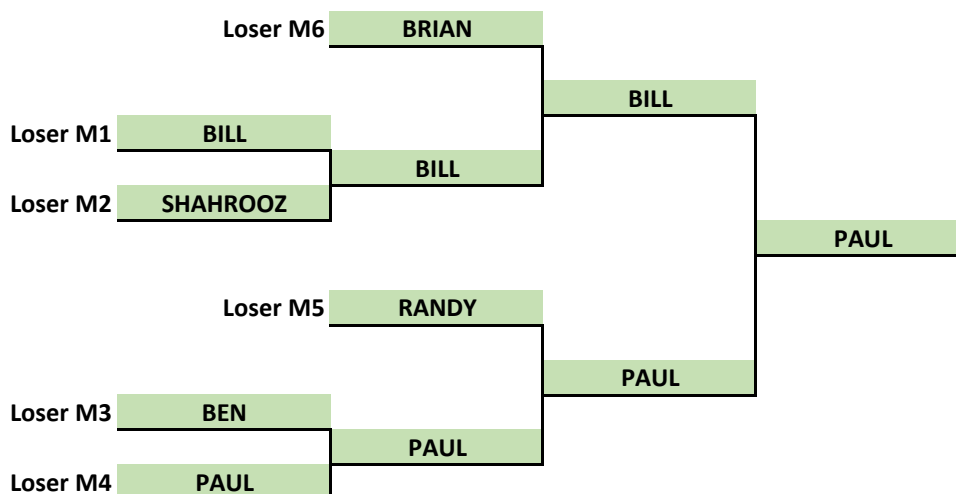 Loser M6 BRIAN
BILL
Loser M1 BILL
BILL
Loser M2 SHAHROOZ
PAUL
Loser M5 RANDY
PAUL
Loser M3 BEN
PAUL
Loser M4 PAUL